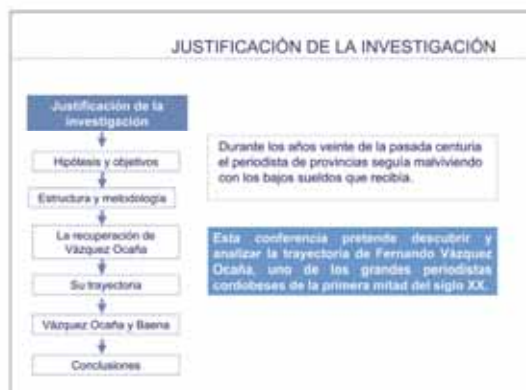 JUSTIFICACIÓN DE LA INVESTIGACIÓN
Justificación de la
investigación
Hipótesis y objetivos
Estructura y metodología
La recuperación de
Vázquez Ocaña
Su trayectoria
Vázquez Ocaña y Baena
Conclusiones
Durante los años veinte de la pasada centuria
el periodista de provincias seguía malviviendo
con los bajos sueldos que recibía.
Esta conferencia pretende descubrir y
analizar la trayectoria de Fernando Vázquez
Ocaña, uno de los grandes periodistas
cordobeses de la primera mitad del siglo XX.